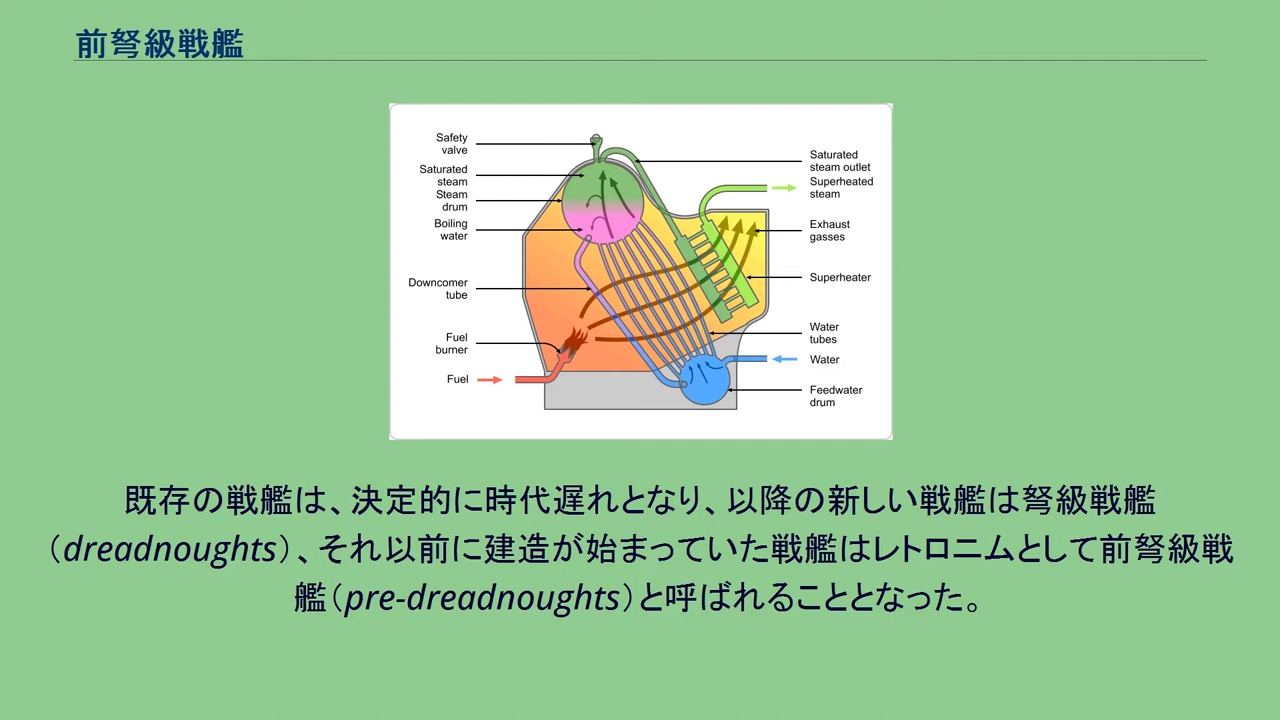 前弩級戦艦
Safety
valve
Saturated
steam
Steam
drum
Boiling
water
Downcomer
tube
Fuel
burner
Fuel
Saturated
steam outlet
Superheated
steam
Exhaust
gasses
Superheater
Water
tubes
Water
Feedwater
drum
既存の戦艦は、決定的に時代遅れとなり、以降の新しい戦艦は弩級戦艦
（dreadnoughts）、それ以前に建造が始まっていた戦艦はレトロニムとして前弩級戦
艦（pre-dreadnoughts）と呼ばれることとなった。